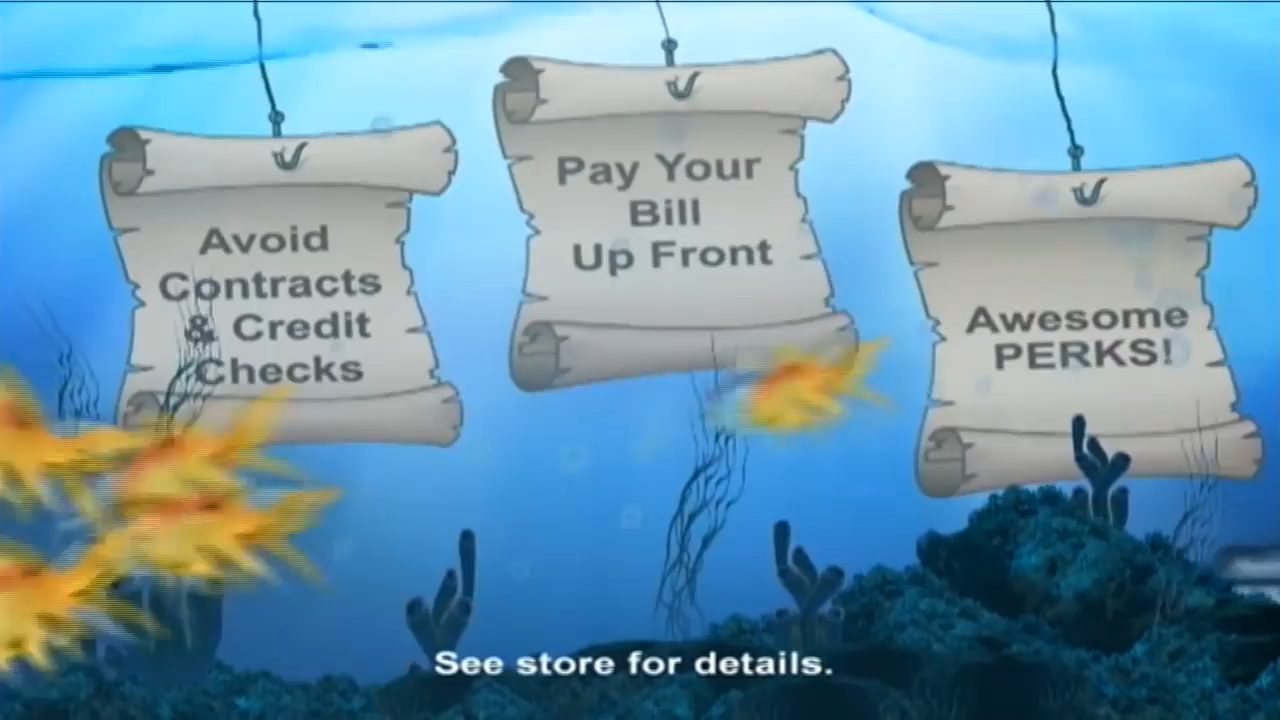 Avoid
Contracts
& Credit
Checks
Pay Your
Bill
Up Front
Awesome
PERKS!
See store for details.